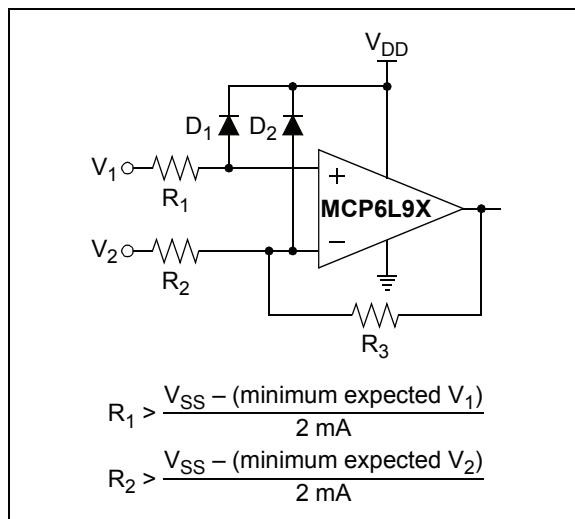 V_DD
D_1 D_2
V_1
R_1
+
MCP6L9X
V_2
–
R_2
R_3
R_1 > V_SS – (minimum expected V_1)
2 mA
R_2 > V_SS – (minimum expected V_2)
2 mA